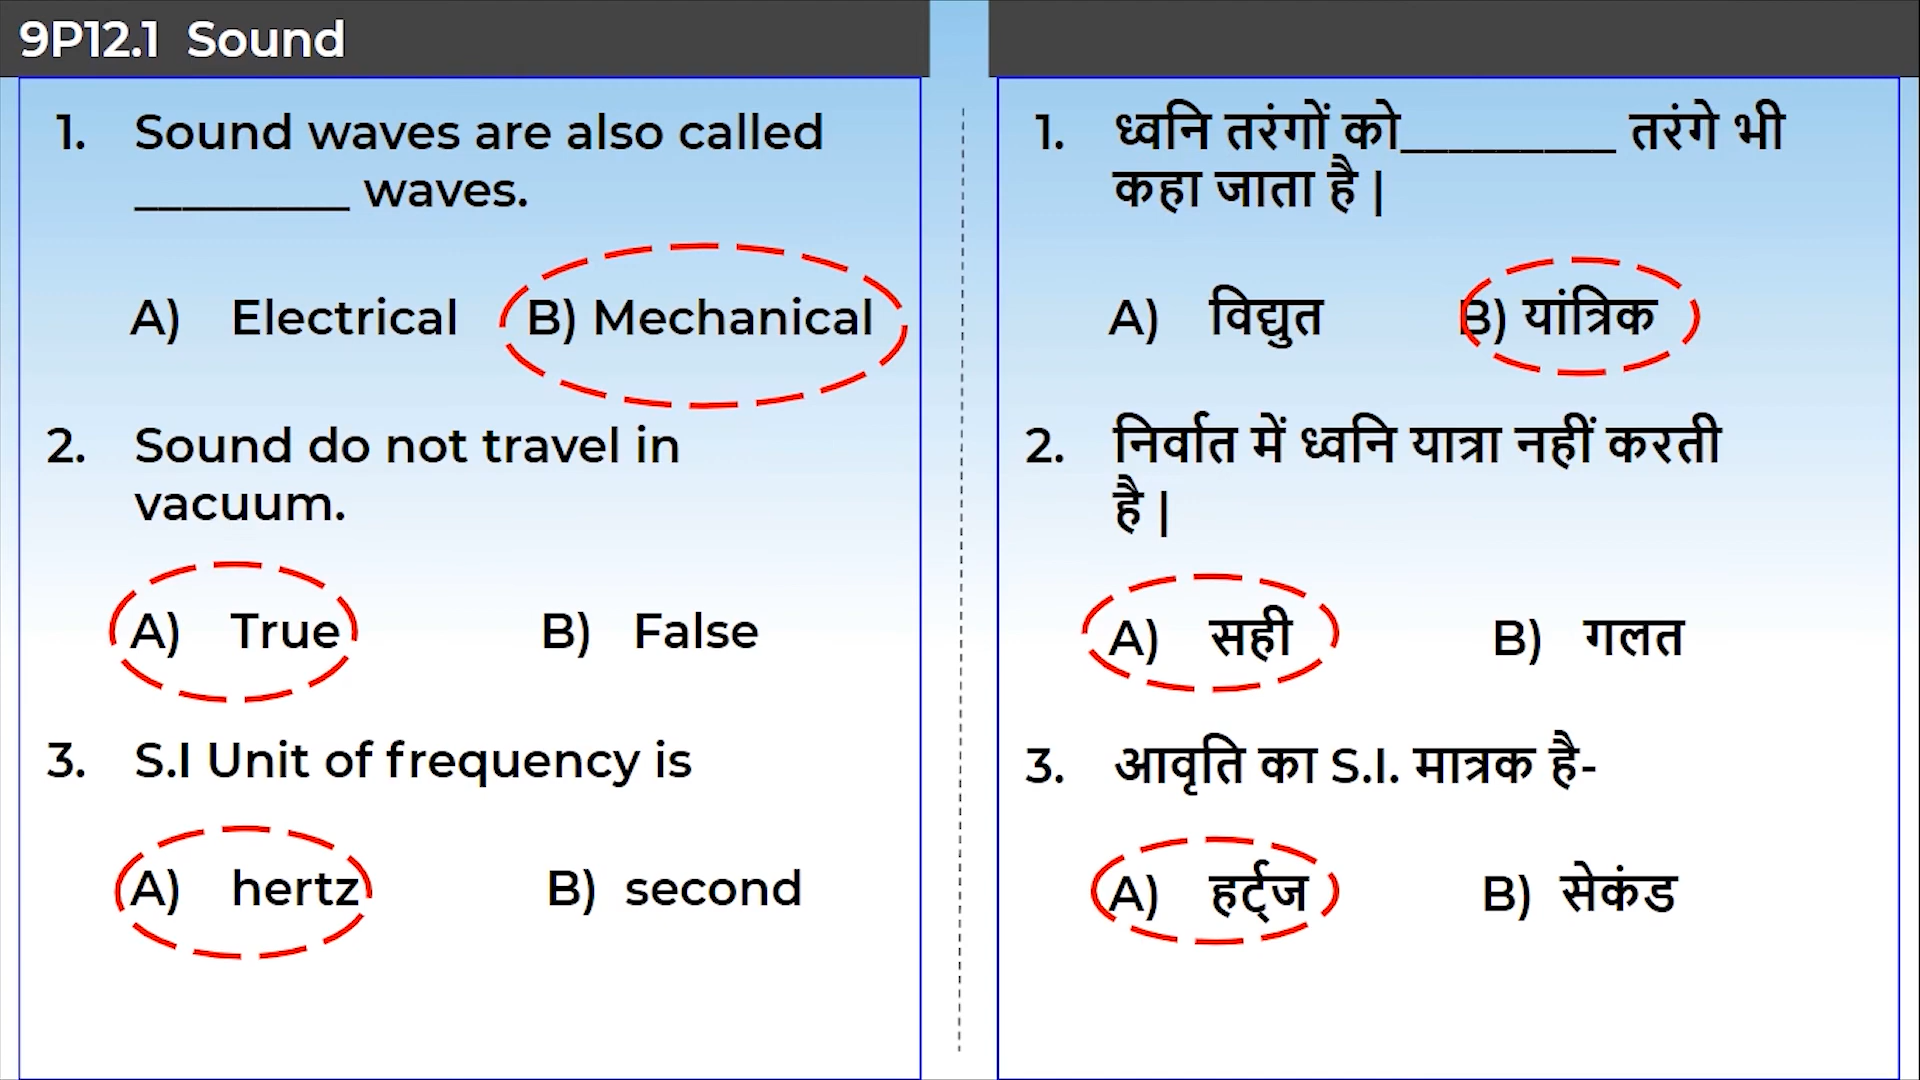 9P12.1 Sound
1. Sound waves are also called
_________ waves.
A) Electrical B) Mechanical
2. Sound do not travel in
vacuum.
A) True B) False
3. S.I Unit of frequency is
A) hertz B) second
1. ध्वनि तरंगों को_________ तरंगे भी
कहा जाता है |
A) विद्युत B) यांत्रिक
2. निर्वात में ध्वनि यात्रा नहीं करती
है |
A) सही B) गलत
3. आवृति का S.I. मात्रक है-
A) हर्ट्ज B) सेकंड